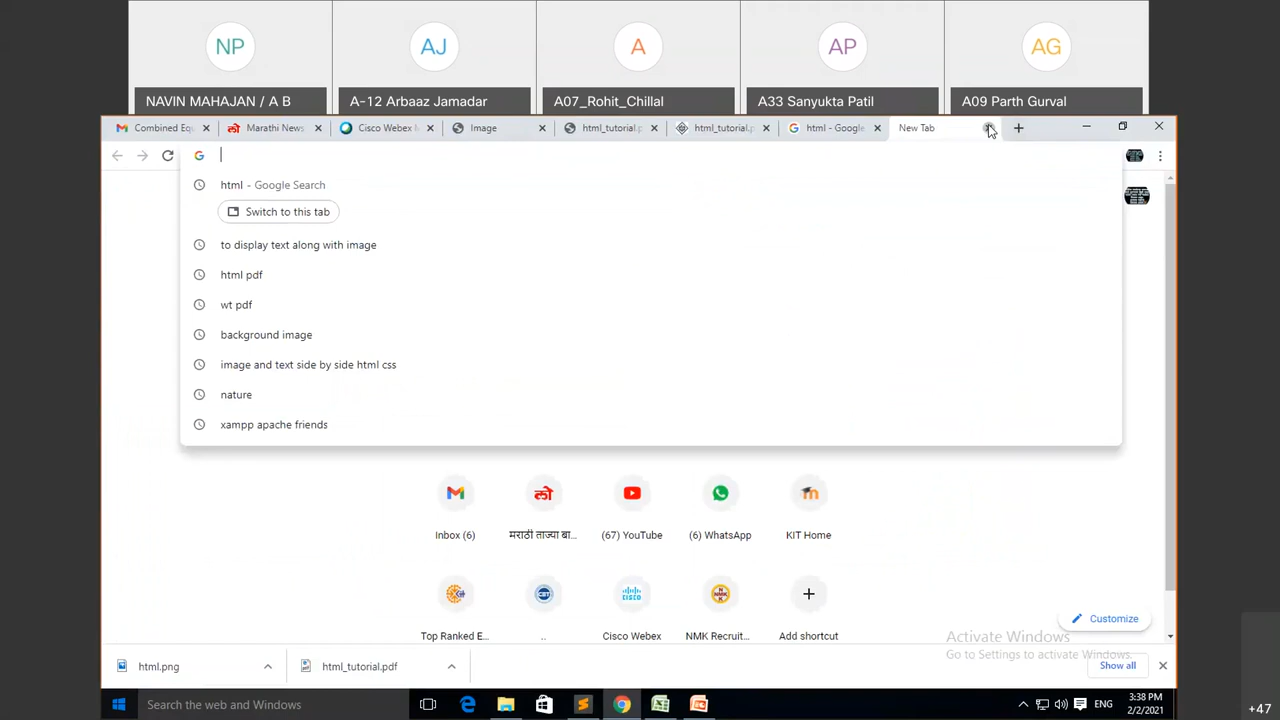 NP
AJ
A
AP
AG
NAVIN MAHAJAN / A B
A-12 Arbaaz Jamadar
A07_Rohit_Chillal
A33 Sanyukta Patil
A09 Parth Gurval
Combined Eq
Marathi News
Cisco Webex M
Image
html_tutorial.p
html_tutorial.p
html - Google
New Tab
html - Google Search
Switch to this tab
to display text along with image
html pdf
wt pdf
background image
image and text side by side html css
nature
xampp apache friends
Inbox (6)
मराठी ताज्या बा...
(67) YouTube
(6) WhatsApp
KIT Home
Top Ranked E...
..
Cisco Webex
NMK Recruit...
Add shortcut
Customize
Activate Windows
Go to Settings to activate Windows.
html.png
html_tutorial.pdf
Show all
Search the web and Windows
ENG
3:38 PM
2/2/2021
+47